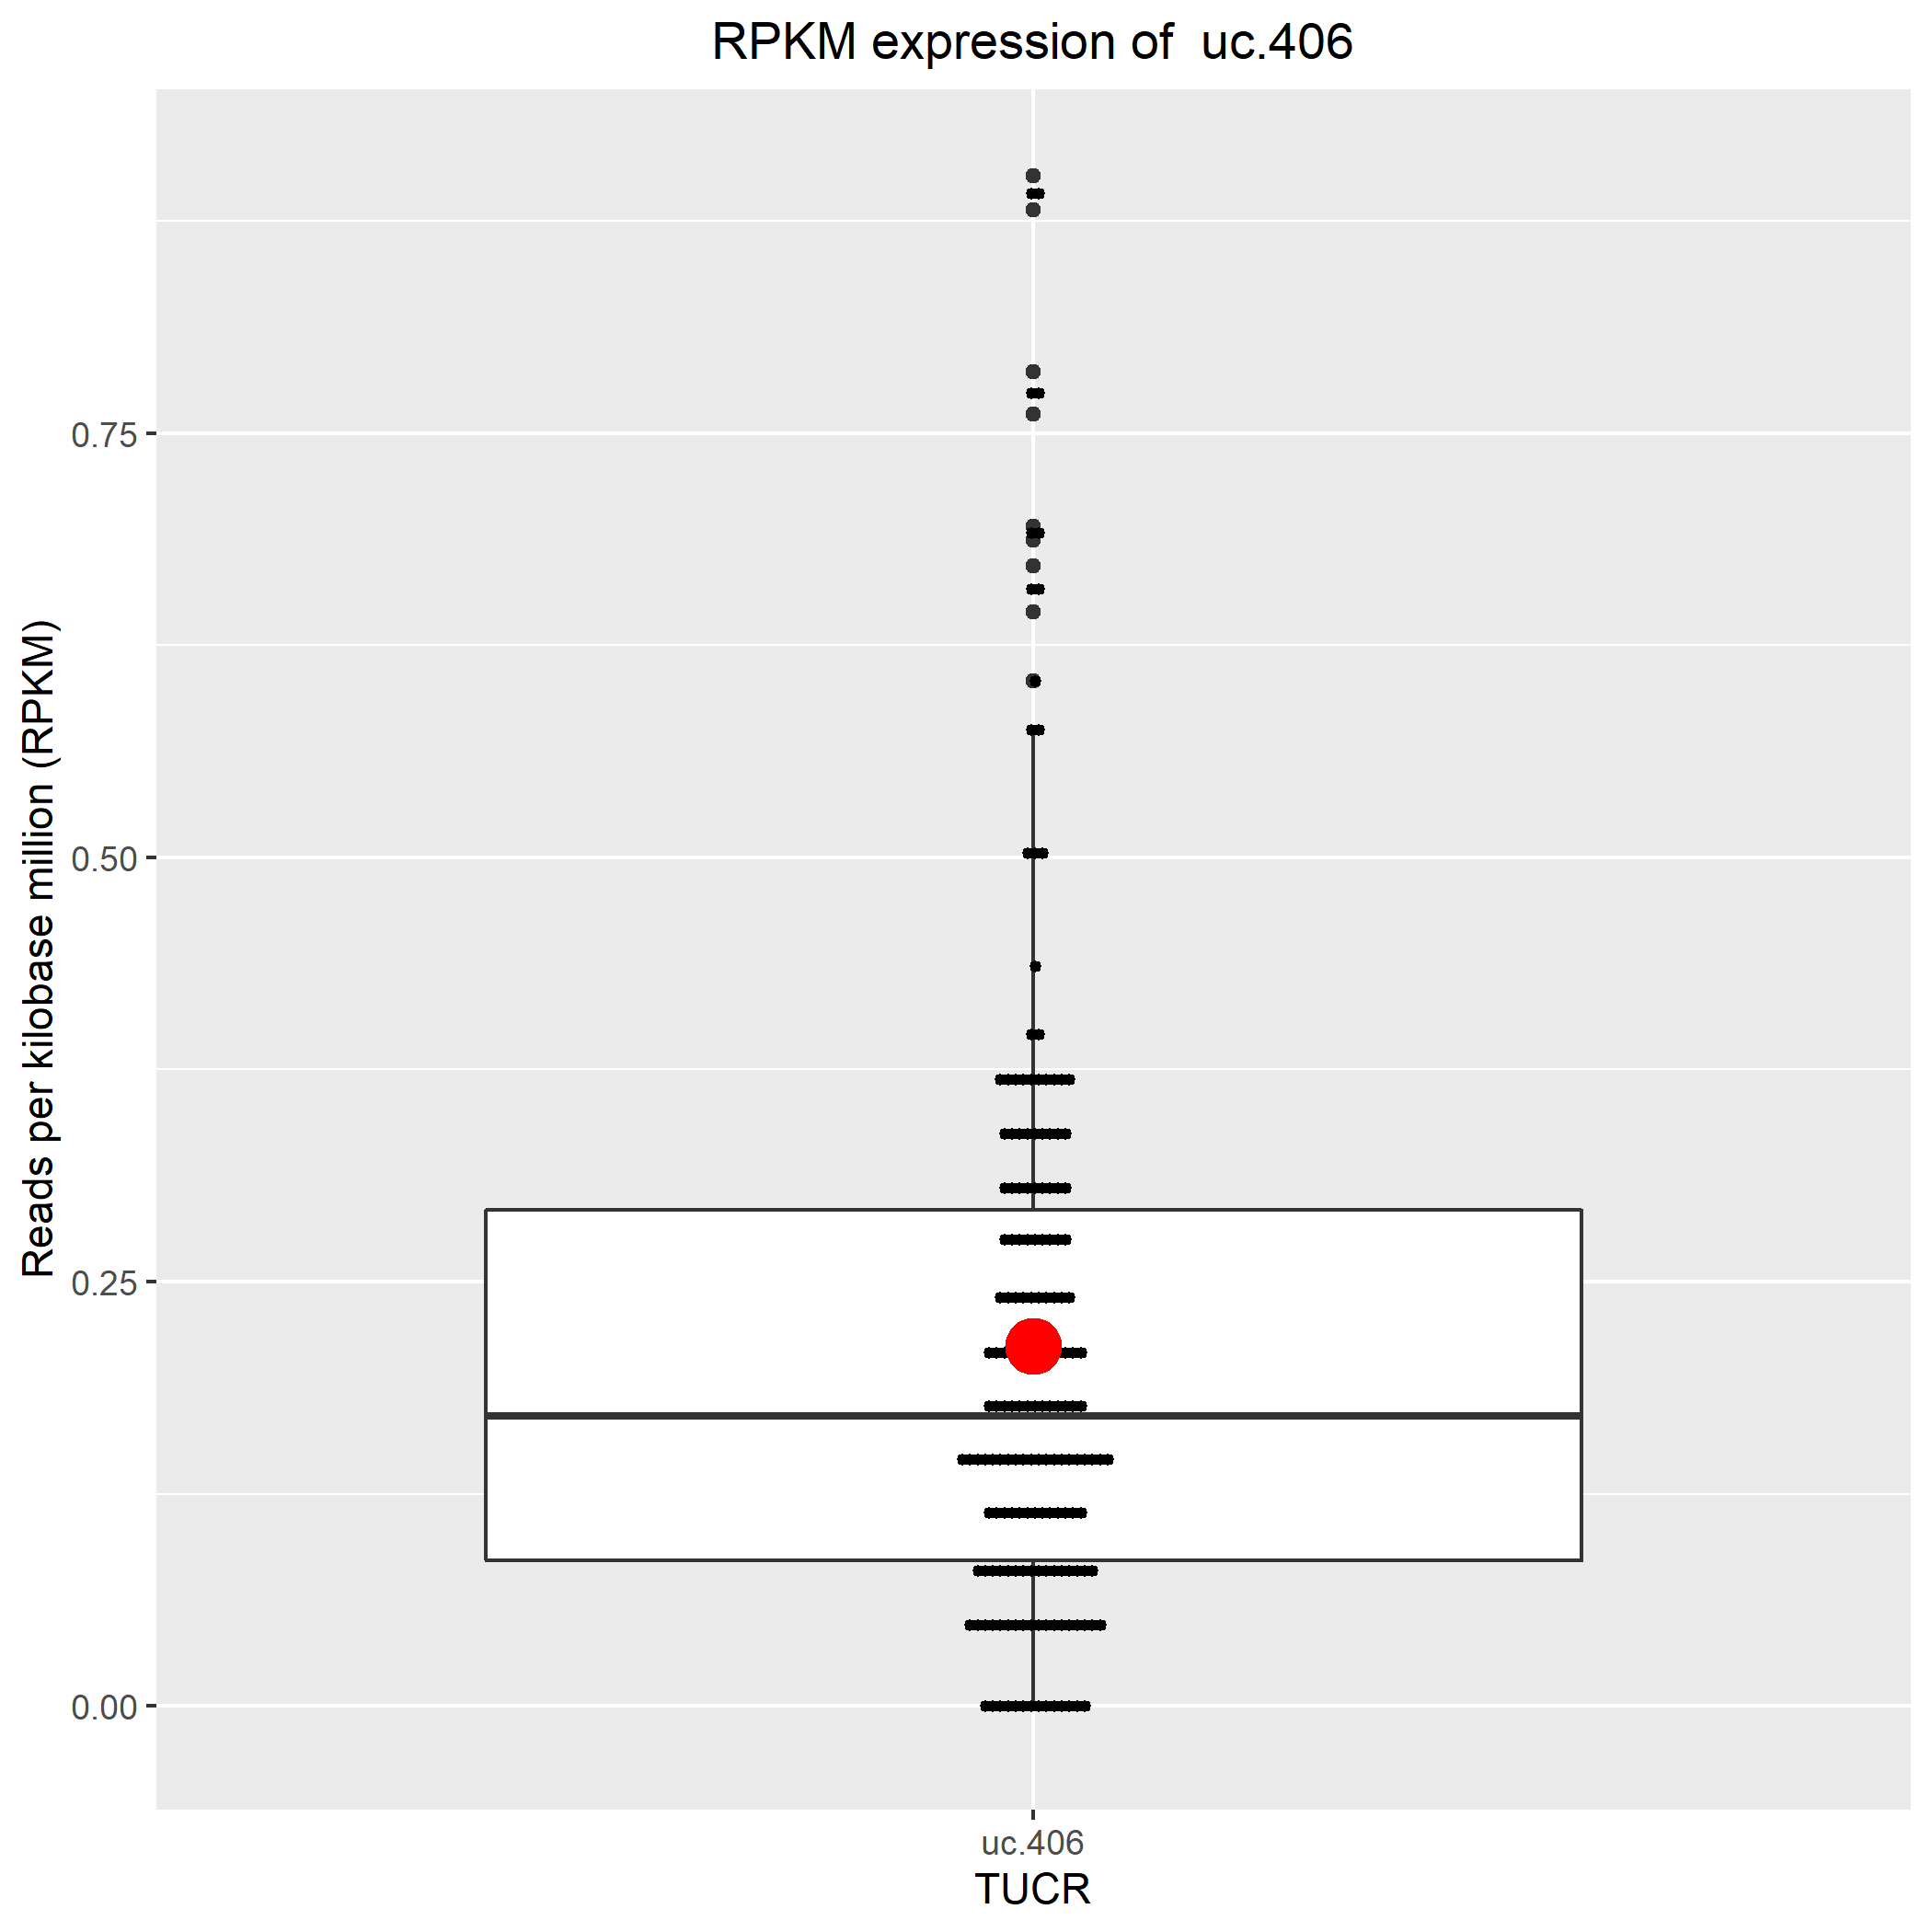 RPKM expression of  uc.406
Reads per kilobase million (RPKM)
0.75
0.50
0.25
0.00
uc.406
TUCR